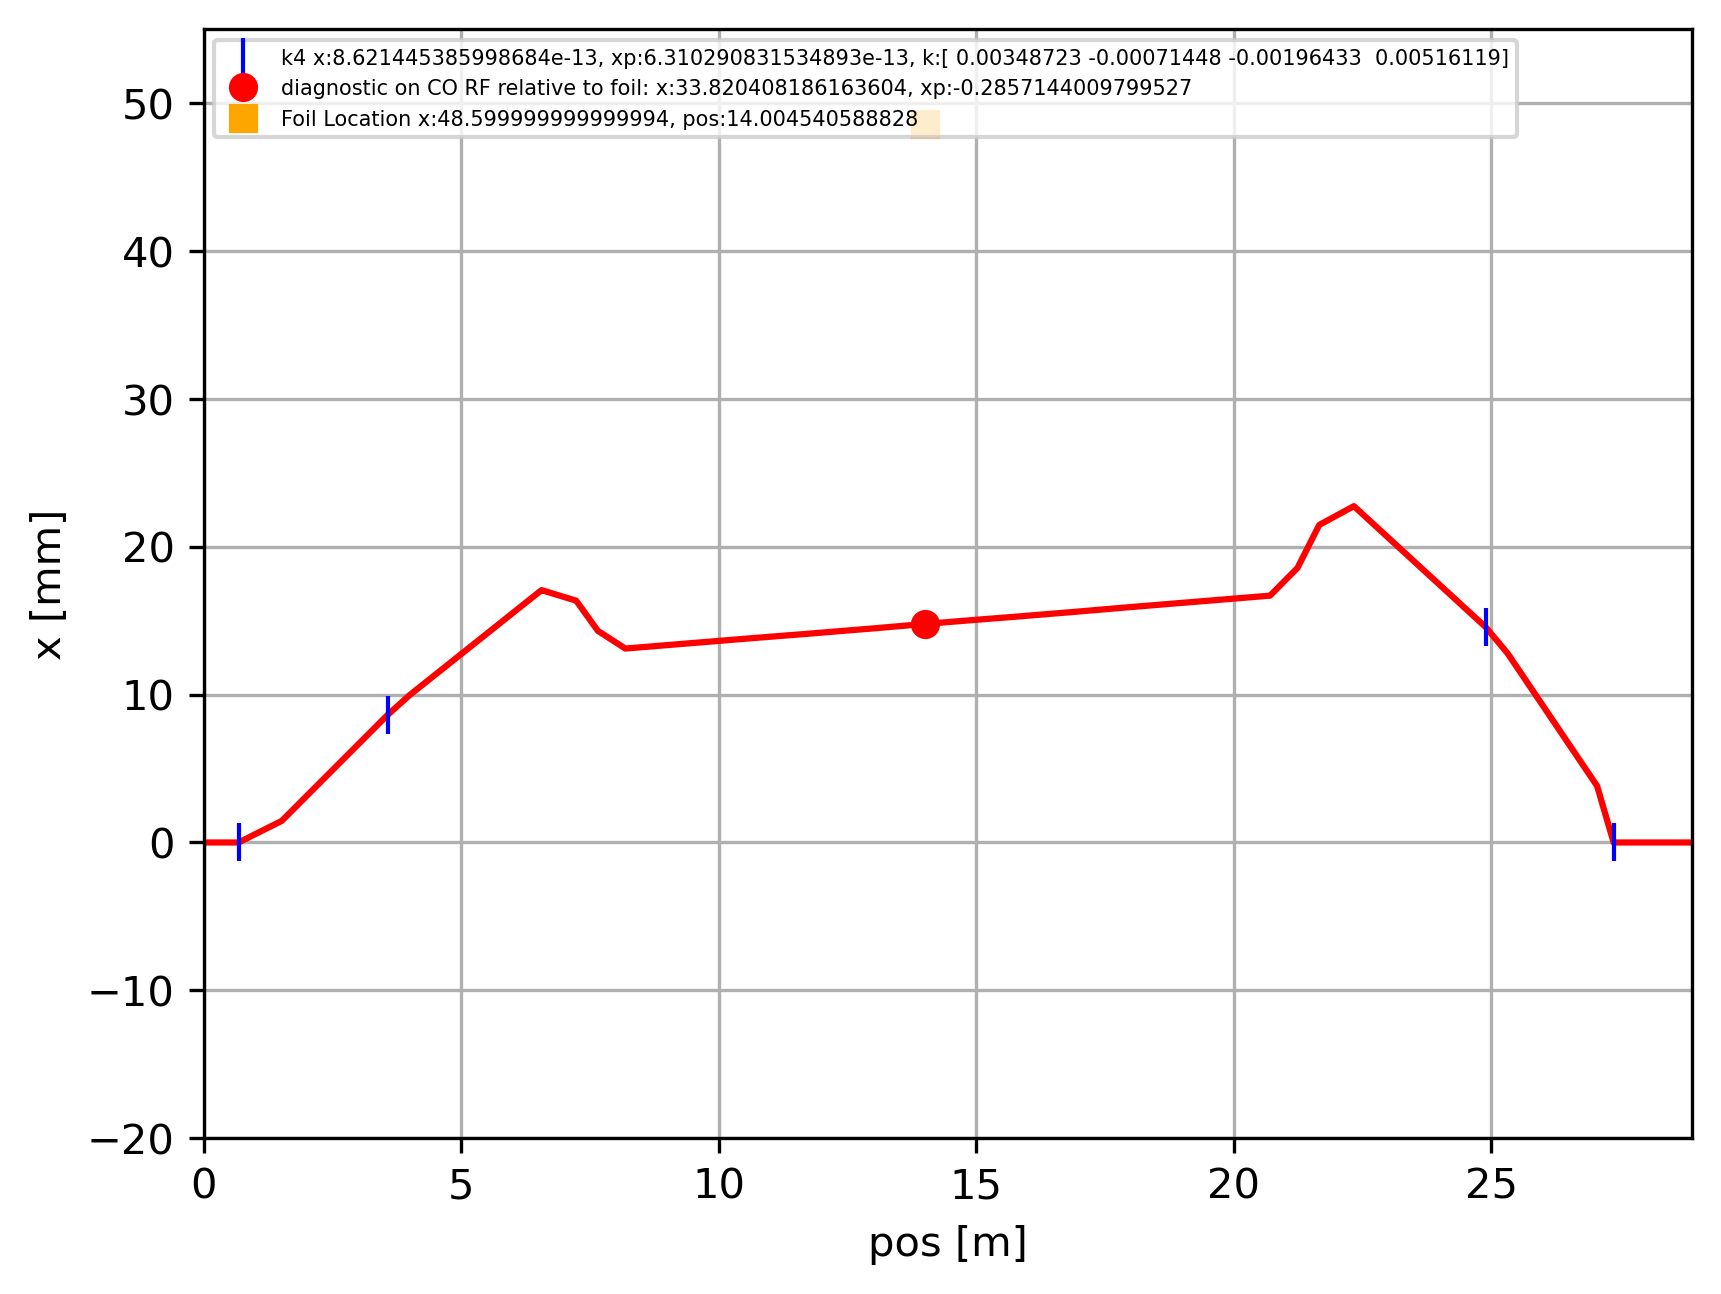 k4 x:8.621445385998684e-13, xp:6.310290831534893e-13, k:[ 0.00348723 -0.00071448 -0.00196433  0.00516119]
diagnostic on CO RF relative to foil: x:33.820408186163604, xp:-0.2857144009799527
Foil Location x:48.599999999999994, pos:14.004540588828
50
40
30
20
10
0
−10
−20
x [mm]
0 5 10 15 20 25
pos [m]